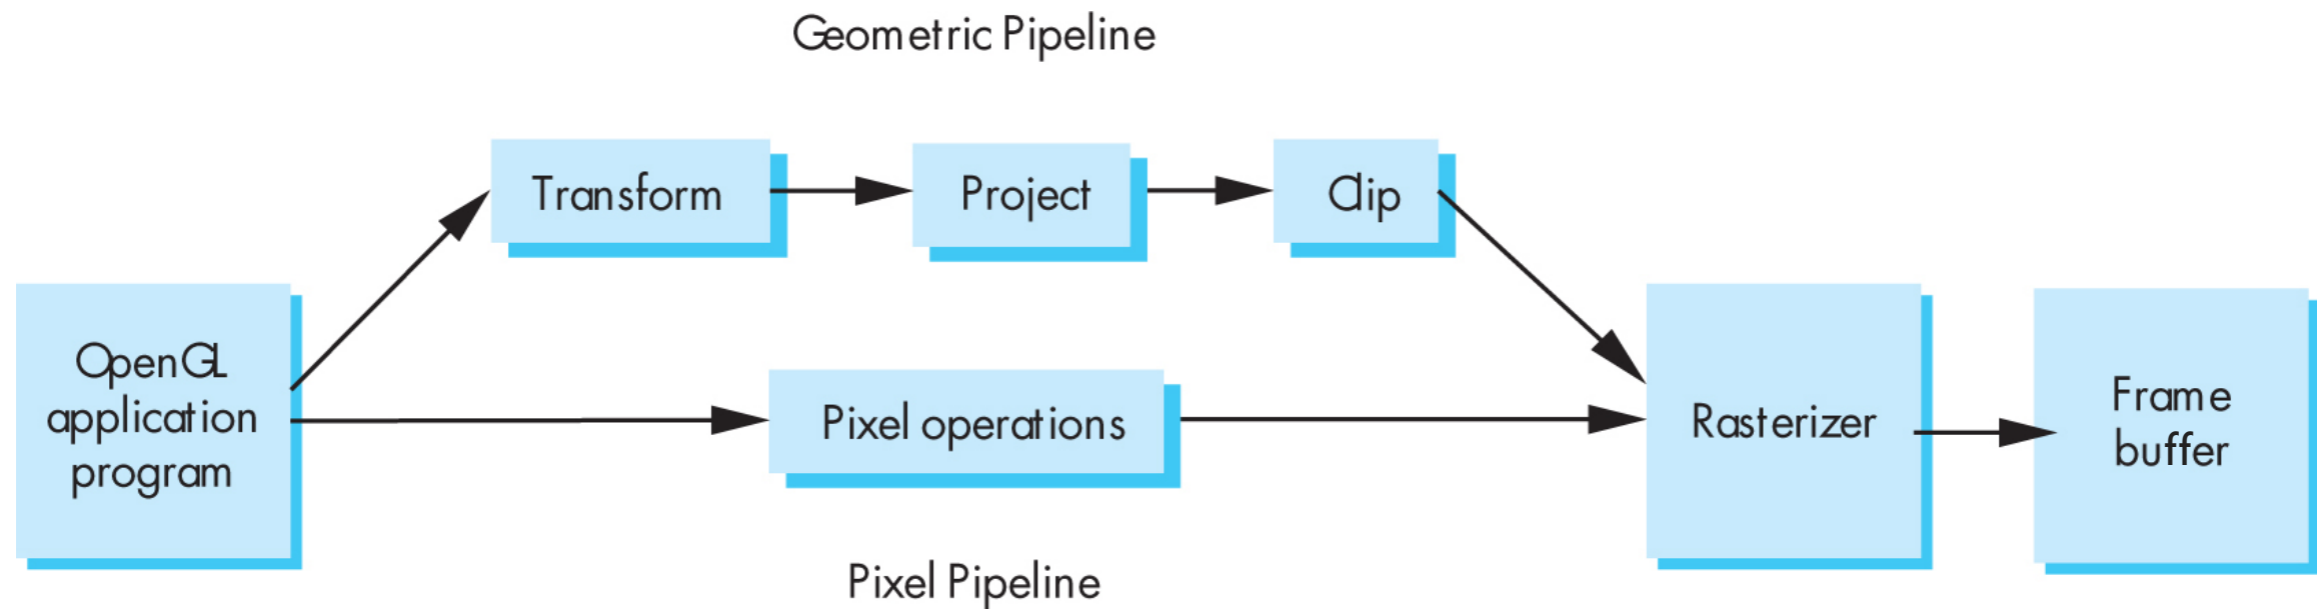 Geometric Pipeline
Transform
Project
Clip
OpenGL
application
program
Pixel operations
Rasterizer
Frame
buffer
Pixel Pipeline